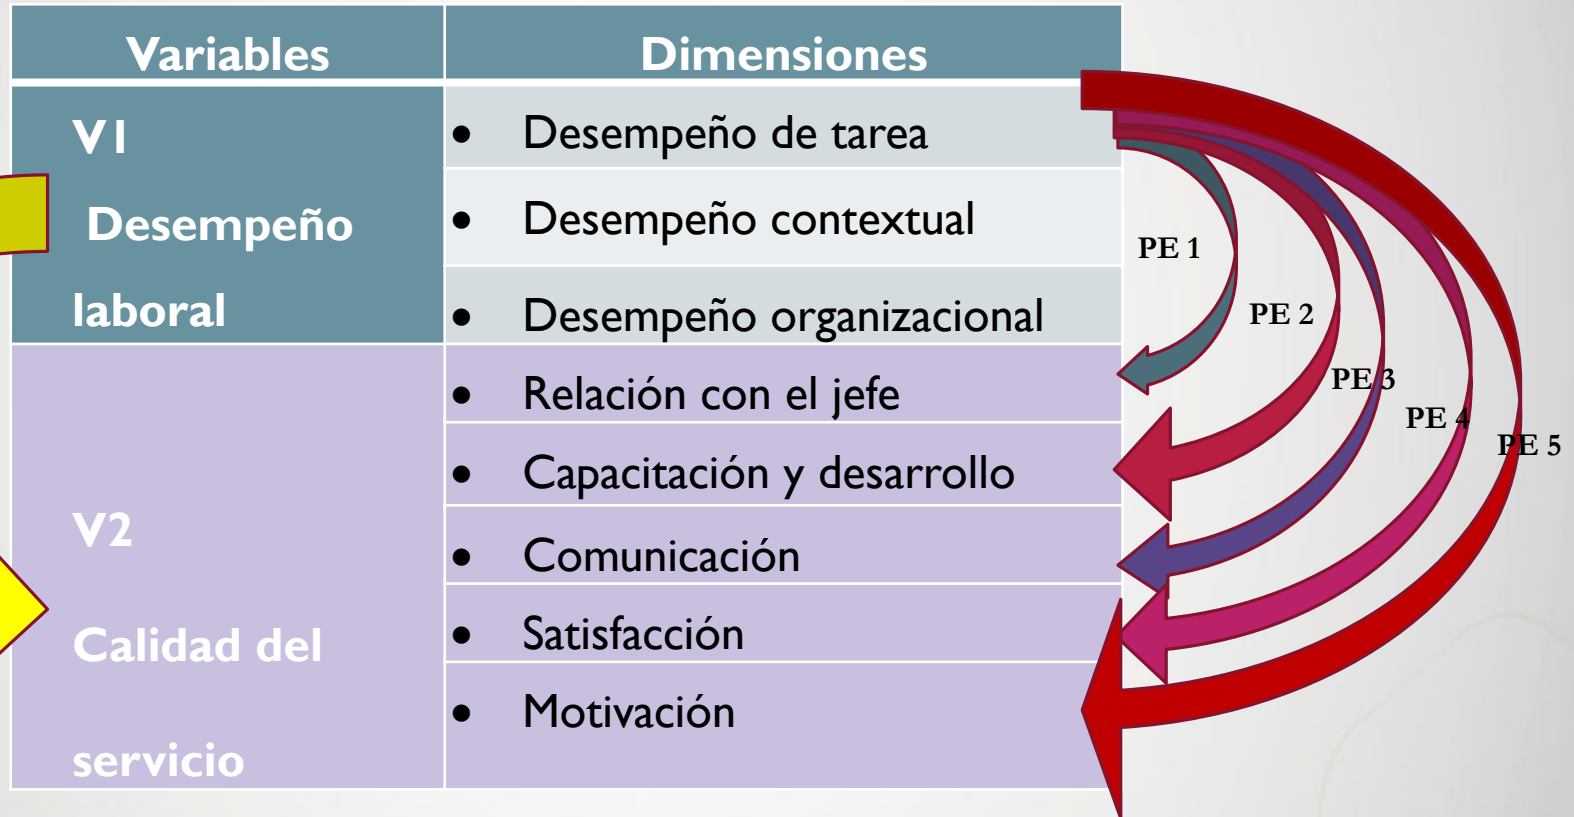 Variables
Dimensiones
V1
Desempeño
laboral
• Desempeño de tarea
• Desempeño contextual
• Desempeño organizacional
V2
Calidad del
servicio
• Relación con el jefe
• Capacitación y desarrollo
• Comunicación
• Satisfacción
• Motivación
PE 1
PE 2
PE 3
PE 4
PE 5